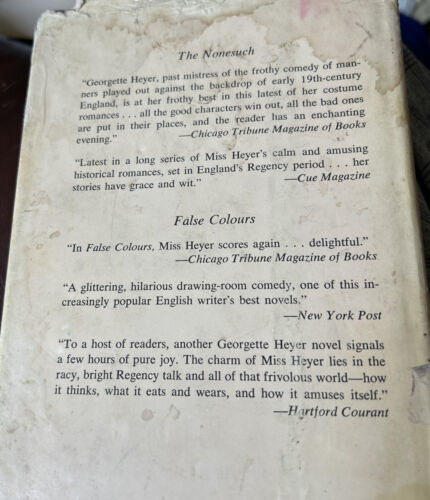 The Nonesuch
“Georgette Heyer, past mistress of the frothy comedy of man-
ners played out against the backdrop of early 19th-century
England, is at her frothy best in this latest of her costume
romances . . . all the good characters win out, all the bad ones
are put in their places, and the reader has an enchanting
evening.” —Chicago Tribune Magazine of Books
“Latest in a long series of Miss Heyer’s calm and amusing
historical romances, set in England’s Regency period . . . her
stories have grace and wit.” —Cue Magazine
False Colours
“In False Colours, Miss Heyer scores again . . . delightful.”
—Chicago Tribune Magazine of Books
“A glittering, hilarious drawing-room comedy, one of this in-
creasingly popular English writer’s best novels.”
—New York Post
“To a host of readers, another Georgette Heyer novel signals
a few hours of pure joy. The charm of Miss Heyer lies in the
racy, bright Regency talk and all of that frivolous world—how
it thinks, what it eats and wears, and how it amuses itself.”
—Hartford Courant